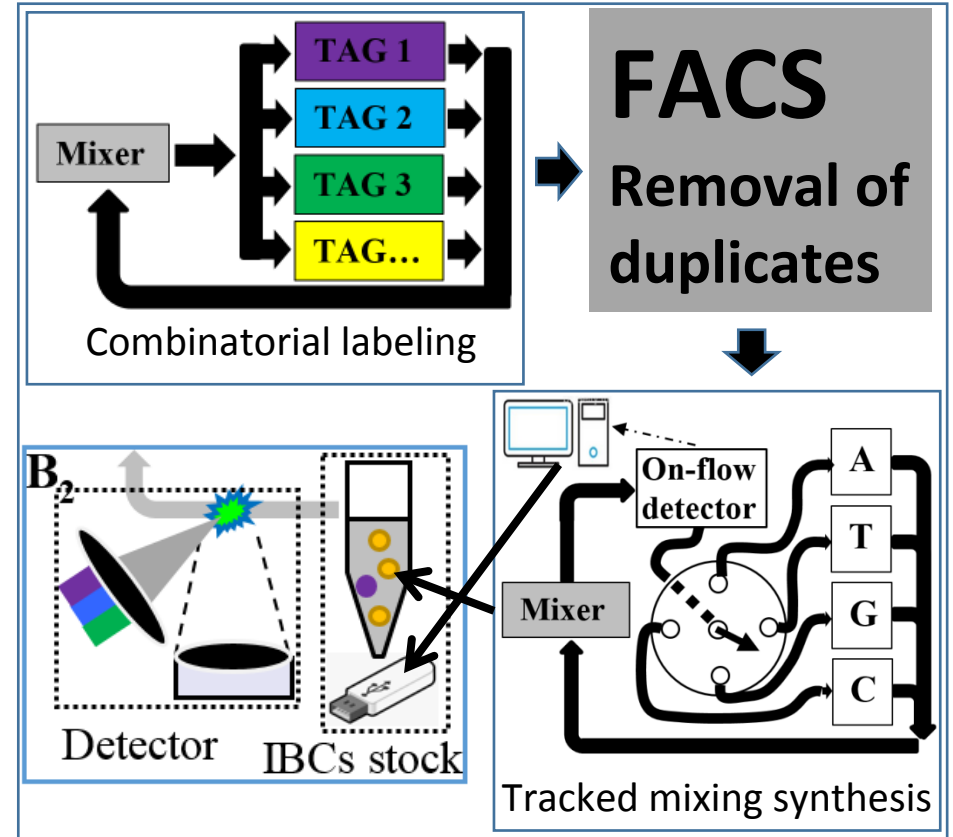 Mixer
TAG 1
TAG 2
TAG 3
TAG…
Combinatorial labeling
FACS
Removal of
duplicates
B2
Detector
IBCs stock
On-flow
detector
Mixer
A
T
G
C
Tracked mixing synthesis